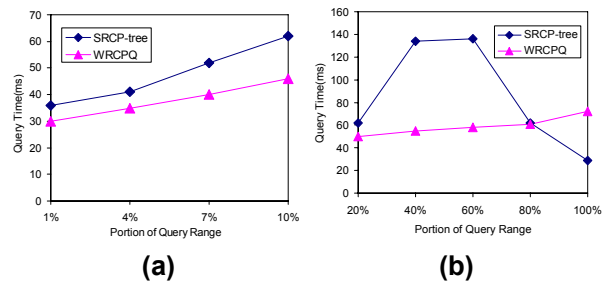 70
60
50
40
30
20
10
0
Query Time(ms)
SRCP-tree
WRCPQ
1% 4% 7% 10%
Portion of Query Range
(a)
160
140
120
100
80
60
40
20
0
Query Time(ms)
SRCP-tree
WRCPQ
20% 40% 60% 80% 100%
Portion of Query Range
(b)